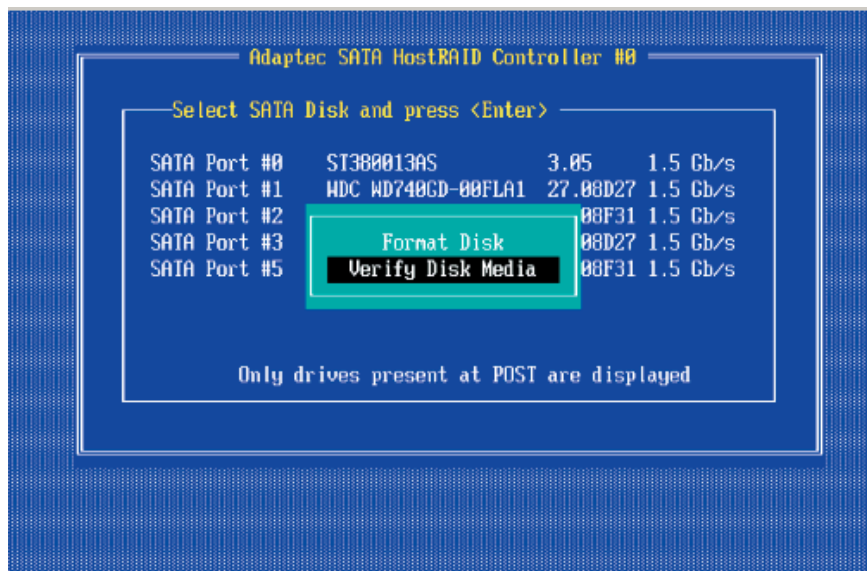 Adaptec SATA HostRAID Controller #0
Select SATA Disk and press <Enter>
SATA Port #0 ST380013AS 3.05 1.5 Gb/s
SATA Port #1 WDC WD740GD-00FLA1 27.08D27 1.5 Gb/s
SATA Port #2 08F31 1.5 Gb/s
SATA Port #3 08D27 1.5 Gb/s
SATA Port #5 08F31 1.5 Gb/s
Format Disk
Verify Disk Media
Only drives present at POST are displayed